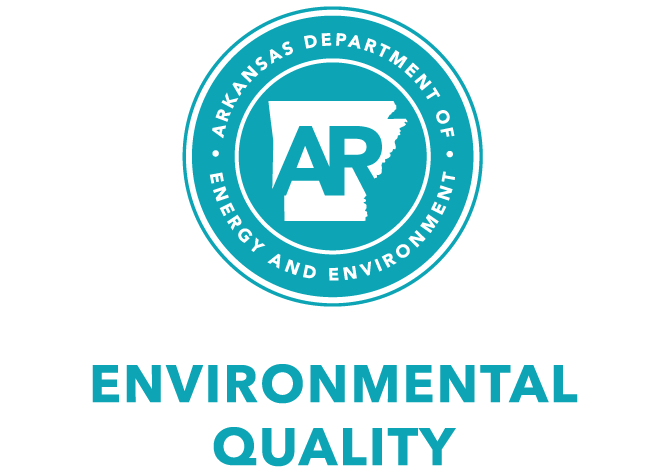 ARKANSAS DEPARTMENT OF
• ENERGY AND ENVIRONMENT •
AR
ENVIRONMENTAL
QUALITY